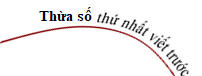 Thừa số thứ nhất viết trước